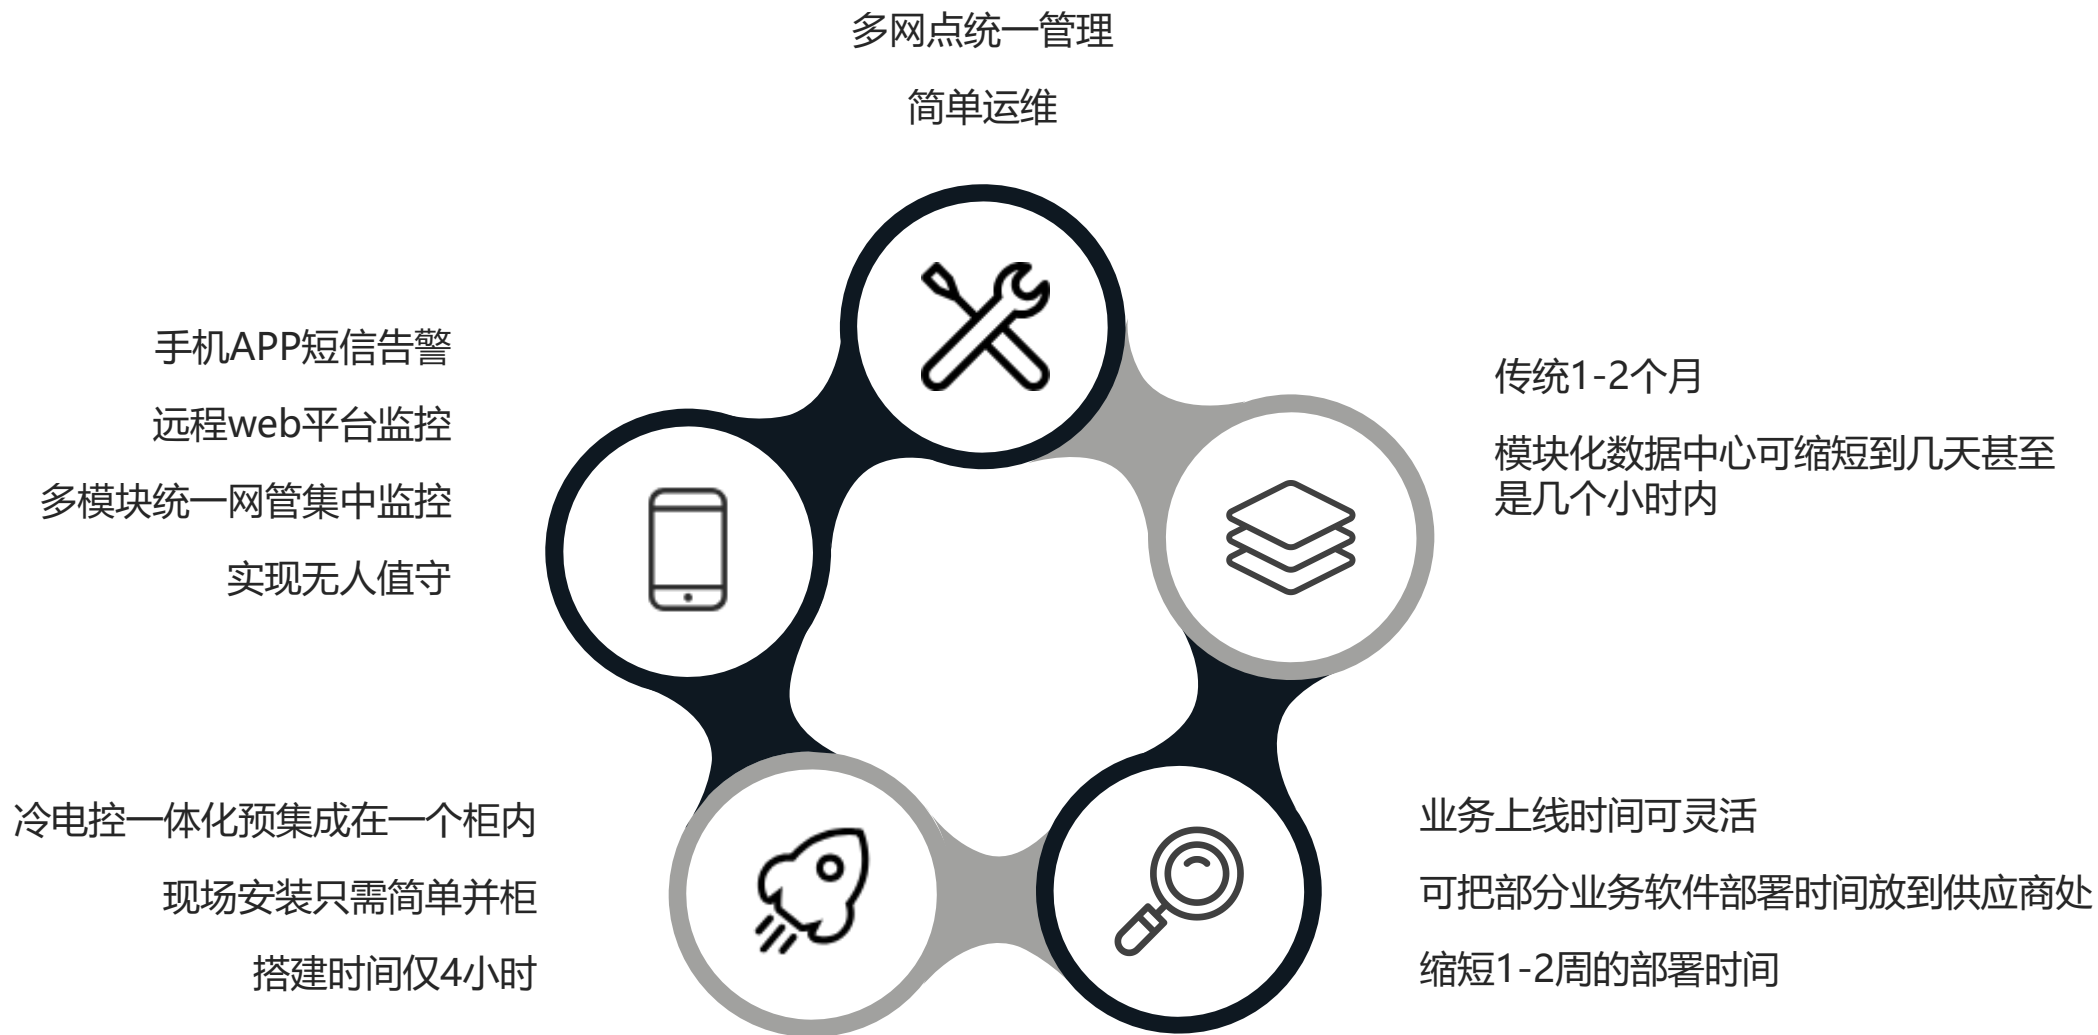 多网点统一管理
简单运维
手机APP短信告警
远程web平台监控
多模块统一网管集中监控
实现无人值守
传统1-2个月
模块化数据中心可缩短到几天甚至
是几个小时内
冷电控一体化预集成在一个柜内
现场安装只需简单并柜
搭建时间仅4小时
业务上线时间可灵活
可把部分业务软件部署时间放到供应商处
缩短1-2周的部署时间